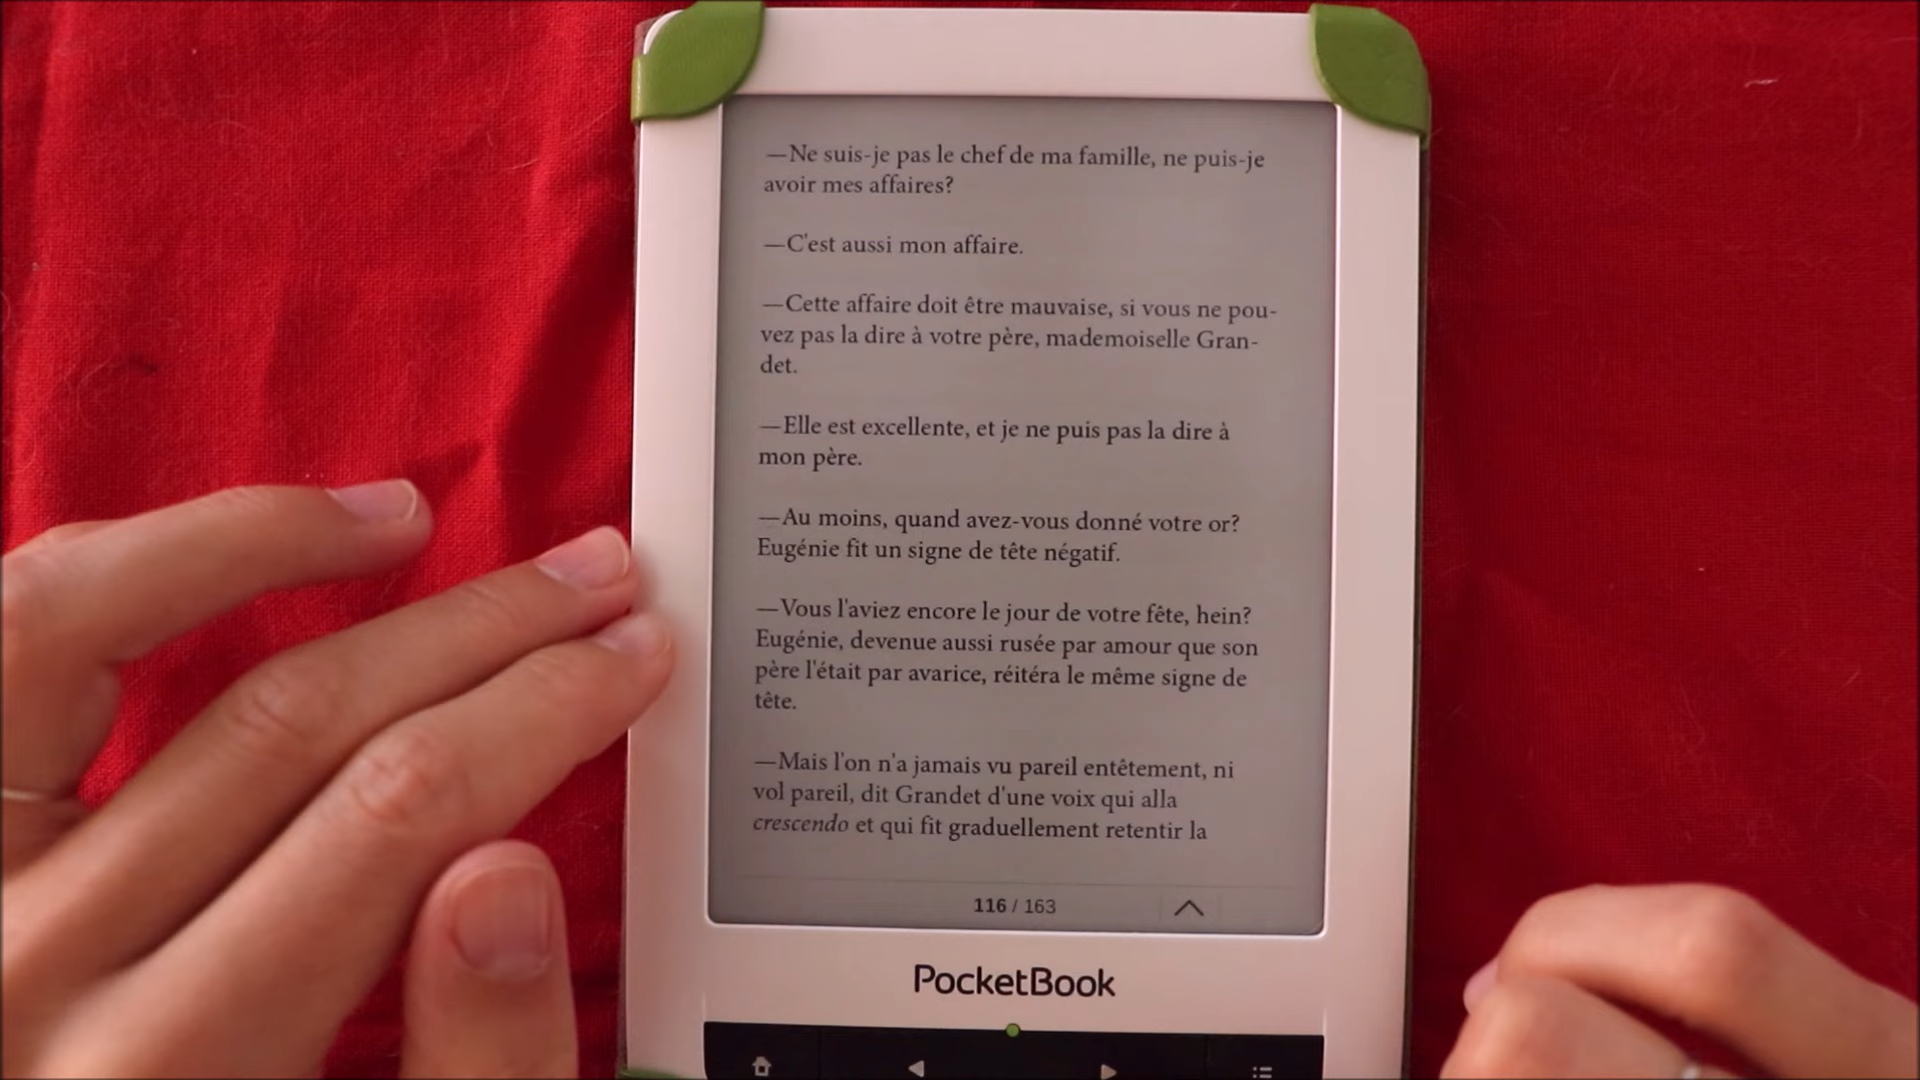 —Ne suis-je pas le chef de ma famille, ne puis-je
avoir mes affaires?
—C'est aussi mon affaire.
—Cette affaire doit être mauvaise, si vous ne pou-
vez pas la dire à votre père, mademoiselle Gran-
det.
—Elle est excellente, et je ne puis pas la dire à
mon père.
—Au moins, quand avez-vous donné votre or?
Eugénie fit un signe de tête négatif.
—Vous l'aviez encore le jour de votre fête, hein?
Eugénie, devenue aussi rusée par amour que son
père l'était par avarice, réitéra le même signe de
tête.
—Mais l'on n'a jamais vu pareil entêtement, ni
vol pareil, dit Grandet d'une voix qui alla
crescendo et qui fit graduellement retentir la
116 / 163
PocketBook